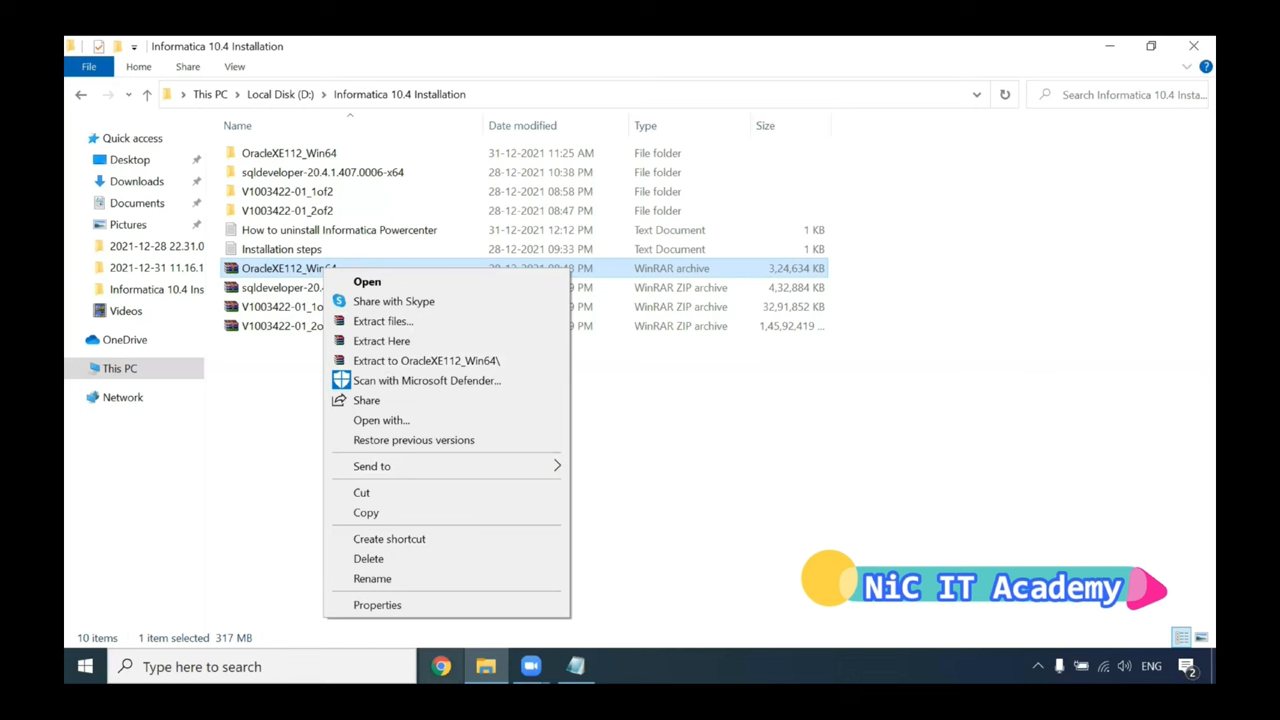 Informatica 10.4 Installation
File Home Share View
This PC Local Disk (D:) Informatica 10.4 Installation Search Informatica 10.4 Insta...
Name Date modified Type Size
Quick access
Desktop
Downloads
Documents
Pictures
2021-12-28 22.31.0
2021-12-31 11.16.1
Informatica 10.4 Ins
Videos
OneDrive
This PC
Network
OracleXE112_Win64 31-12-2021 11:25 AM File folder
sqldeveloper-20.4.1.407.0006-x64 28-12-2021 10:38 PM File folder
V1003422-01_1of2 28-12-2021 08:58 PM File folder
V1003422-01_2of2 28-12-2021 08:47 PM File folder
How to uninstall Informatica Powercenter 31-12-2021 12:12 PM Text Document 1 KB
Installation steps 28-12-2021 09:33 PM Text Document 1 KB
OracleXE112_Win64 WinRAR archive 3,24,634 KB
sqldeveloper-20. 9 PM WinRAR ZIP archive 4,32,884 KB
V1003422-01_1o 9 PM WinRAR ZIP archive 32,91,852 KB
V1003422-01_2o 9 PM WinRAR ZIP archive 1,45,92,419 ...
Open
Share with Skype
Extract files...
Extract Here
Extract to OracleXE112_Win64\
Scan with Microsoft Defender...
Share
Open with...
Restore previous versions
Send to
Cut
Copy
Create shortcut
Delete
Rename
Properties
NiC IT Academy
10 items 1 item selected 317 MB
Type here to search ENG 2